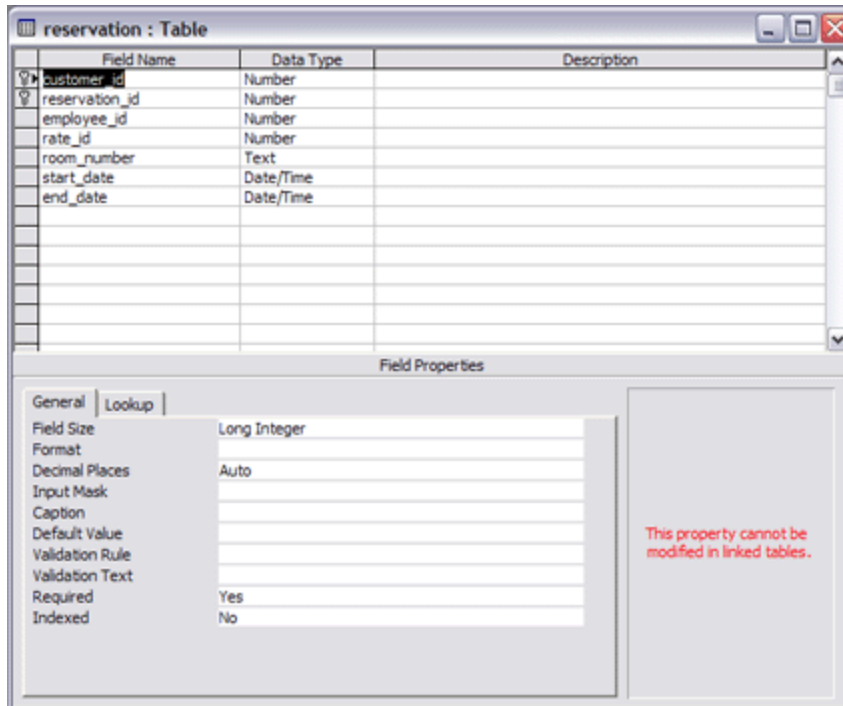 reservation : Table
Field Name Data Type Description
customer_id Number
reservation_id Number
employee_id Number
rate_id Number
room_number Text
start_date Date/Time
end_date Date/Time
Field Properties
General Lookup
Field Size Long Integer
Format
Decimal Places Auto
Input Mask
Caption
Default Value
Validation Rule
Validation Text
Required Yes
Indexed No
This property cannot be
modified in linked tables.